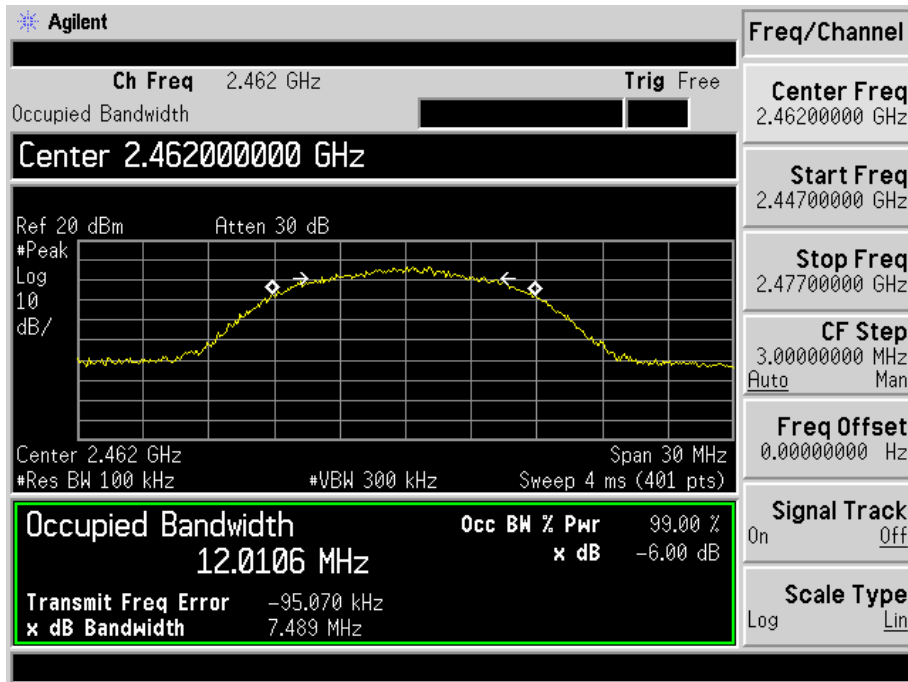 Agilent
Ch Freq 2.462 GHz Trig Free
Occupied Bandwidth
Center 2.462000000 GHz
Ref 20 dBm Atten 30 dB
#Peak
Log
10
dB/
Center 2.462 GHz Span 30 MHz
#Res BW 100 kHz #VBW 300 kHz Sweep 4 ms (401 pts)
Occupied Bandwidth Occ BW % Pwr 99.00 %
12.0106 MHz x dB -6.00 dB
Transmit Freq Error -95.070 kHz
x dB Bandwidth 7.489 MHz
Freq/Channel
Center Freq
2.46200000 GHz
Start Freq
2.44700000 GHz
Stop Freq
2.47700000 GHz
CF Step
3.00000000 MHz
Auto Man
Freq Offset
0.00000000 Hz
Signal Track
On Off
Scale Type
Log Lin